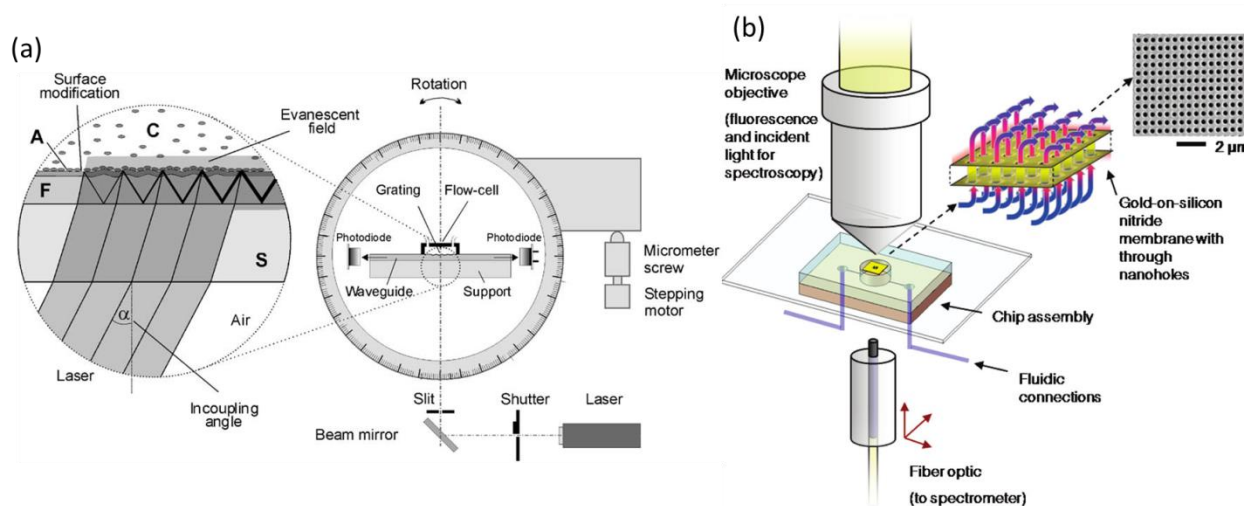 (a)
Surface
modification
A
C
Evanescent
field
F
S
α
Air
Laser
Incoupling
angle
Rotation
Grating
Flow-cell
Photodiode
Photodiode
Waveguide
Support
Micrometer
screw
Stepping
motor
Slit
Shutter
Laser
Beam mirror
(b)
Microscope
objective
(fluorescence
and incident
light for
spectroscopy)
2 μm
Gold-on-silicon
nitride
membrane with
through
nanoholes
Chip assembly
Fluidic
connections
Fiber optic
(to spectrometer)